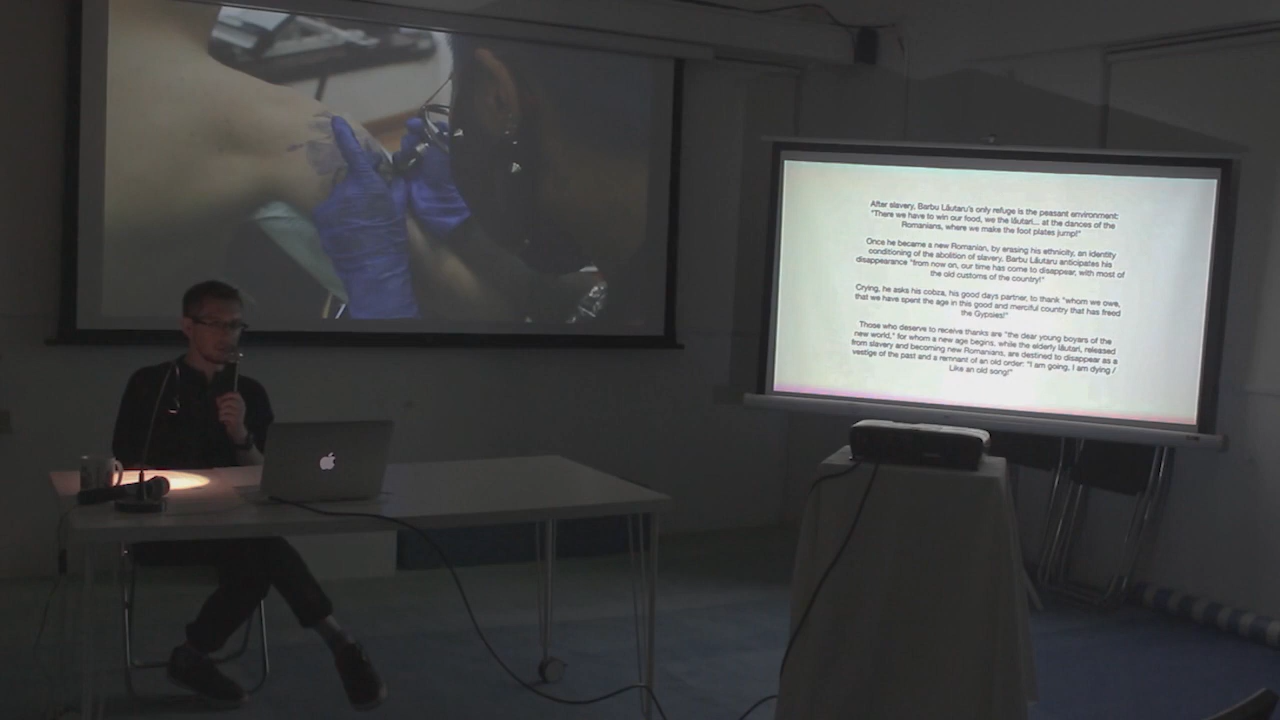 After slavery, Barbu Lăutaru's only refuge is the peasant environment:
"There we have to win our food, we the lăutari... at the dances of the
Romanians, where we make the foot plates jump!"
Once he became a new Romanian, by erasing his ethnicity, an identity
conditioning of the abolition of slavery, Barbu Lăutaru anticipates his
disappearance "from now on, our time has come to disappear, with most of
the old customs of the country!"
Crying, he asks his cobza, his good days partner, to thank "whom we owe,
that we have spent the age in this good and merciful country that has freed
the Gypsies!"
Those who deserve to receive thanks are "the dear young boyars of the
new world," for whom a new age begins, while the elderly lăutari, released
from slavery and becoming new Romanians, are destined to disappear as a
vestige of the past and a remnant of an old order: "I am going, I am dying /
Like an old song!"